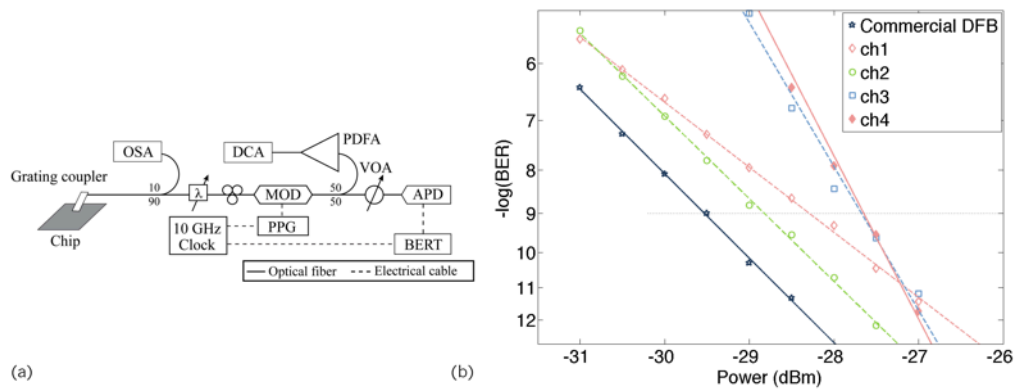 OSA
DCA
PDFA
VOA
Grating coupler
10
90
λ
MOD
50
50
APD
Chip
10 GHz
Clock
PPG
BERT
Optical fiber
Electrical cable
(a)
(b)
Commercial DFB
ch1
ch2
ch3
ch4
6
7
8
9
10
11
12
-log(BER)
-31
-30
-29
-28
-27
-26
Power (dBm)